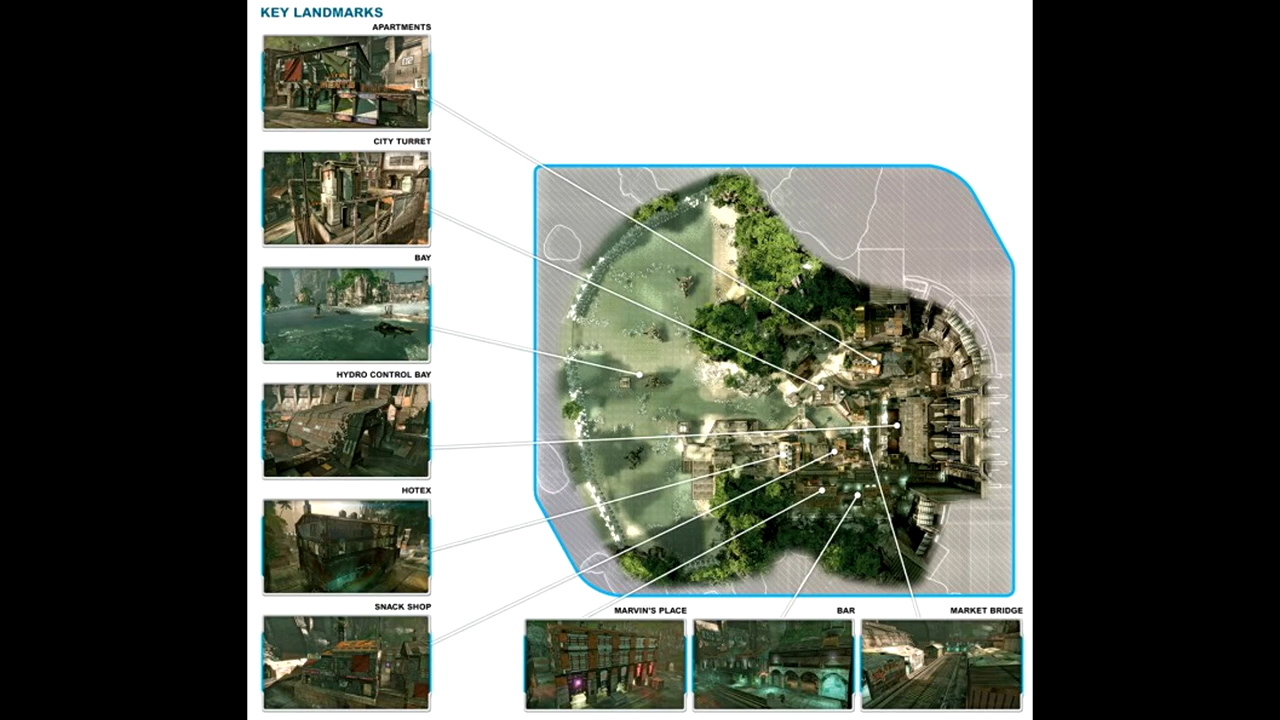 KEY LANDMARKS
APARTMENTS
CITY TURRET
BAY
HYDRO CONTROL BAY
HOTEX
SNACK SHOP
MARVIN'S PLACE
BAR
MARKET BRIDGE